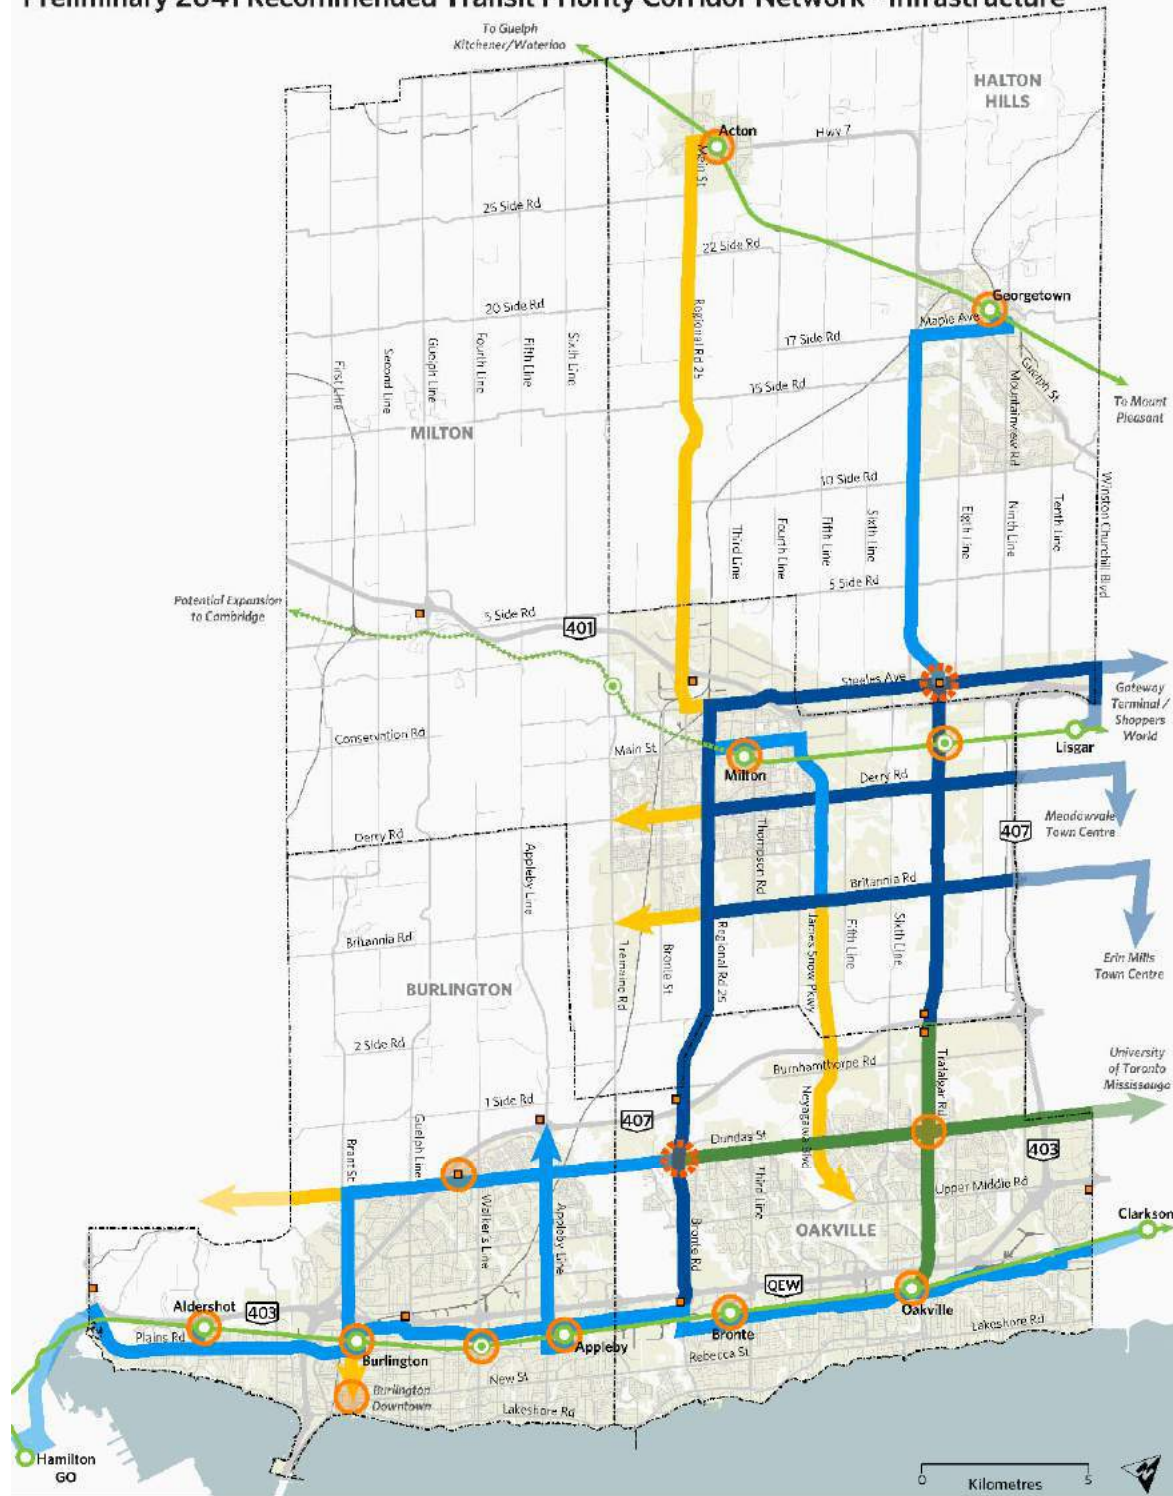 Preliminary 2041 Recommended Transit Priority Corridor Network - Infrastructure
To Guelph
Kitchener/Waterloo
HALTON
HILLS
Acton
Hwy 7
Main St
25 Side Rd
22 Side Rd
Georgetown
Maple Ave
20 Side Rd
17 Side Rd
Regional Rd 25
First Line
Second Line
Guelph Line
Fourth Line
Fifth Line
Sixth Line
15 Side Rd
Guelph St
Mountainview Rd
To Mount
Pleasant
MILTON
10 Side Rd
Winston Churchill Blvd
Third Line
Fourth Line
Fifth Line
Sixth Line
Eigth Line
Ninth Line
Tenth Line
5 Side Rd
Potential Expansion
to Cambridge
5 Side Rd
401
Steeles Ave
Gateway
Terminal /
Shoppers
World
Conservation Rd
Main St
Milton
Lisgar
Derry Rd
Meadowvale
Town Centre
407
Derry Rd
Thompson Rd
Appleby Line
Britannia Rd
Britannia Rd
Tremaine Rd
Bronte St
Regional Rd 25
James Snow Pkwy
Fifth Line
Sixth Line
Erin Mills
Town Centre
BURLINGTON
2 Side Rd
Burnhamthorpe Rd
Trafalgar Rd
University
of Toronto
Mississauga
1 Side Rd
407
Neyagawa Blvd
Dundas St
403
Brant St
Guelph Line
Walker's Line
Appleby Line
Bronte Rd
Third Line
Upper Middle Rd
OAKVILLE
Clarkson
QEW
Aldershot
403
Oakville
Plains Rd
Lakeshore Rd
Bronte
Burlington
Appleby
Rebecca St
New St
Burlington
Downtown
Lakeshore Rd
Hamilton
GO
0 5
Kilometres